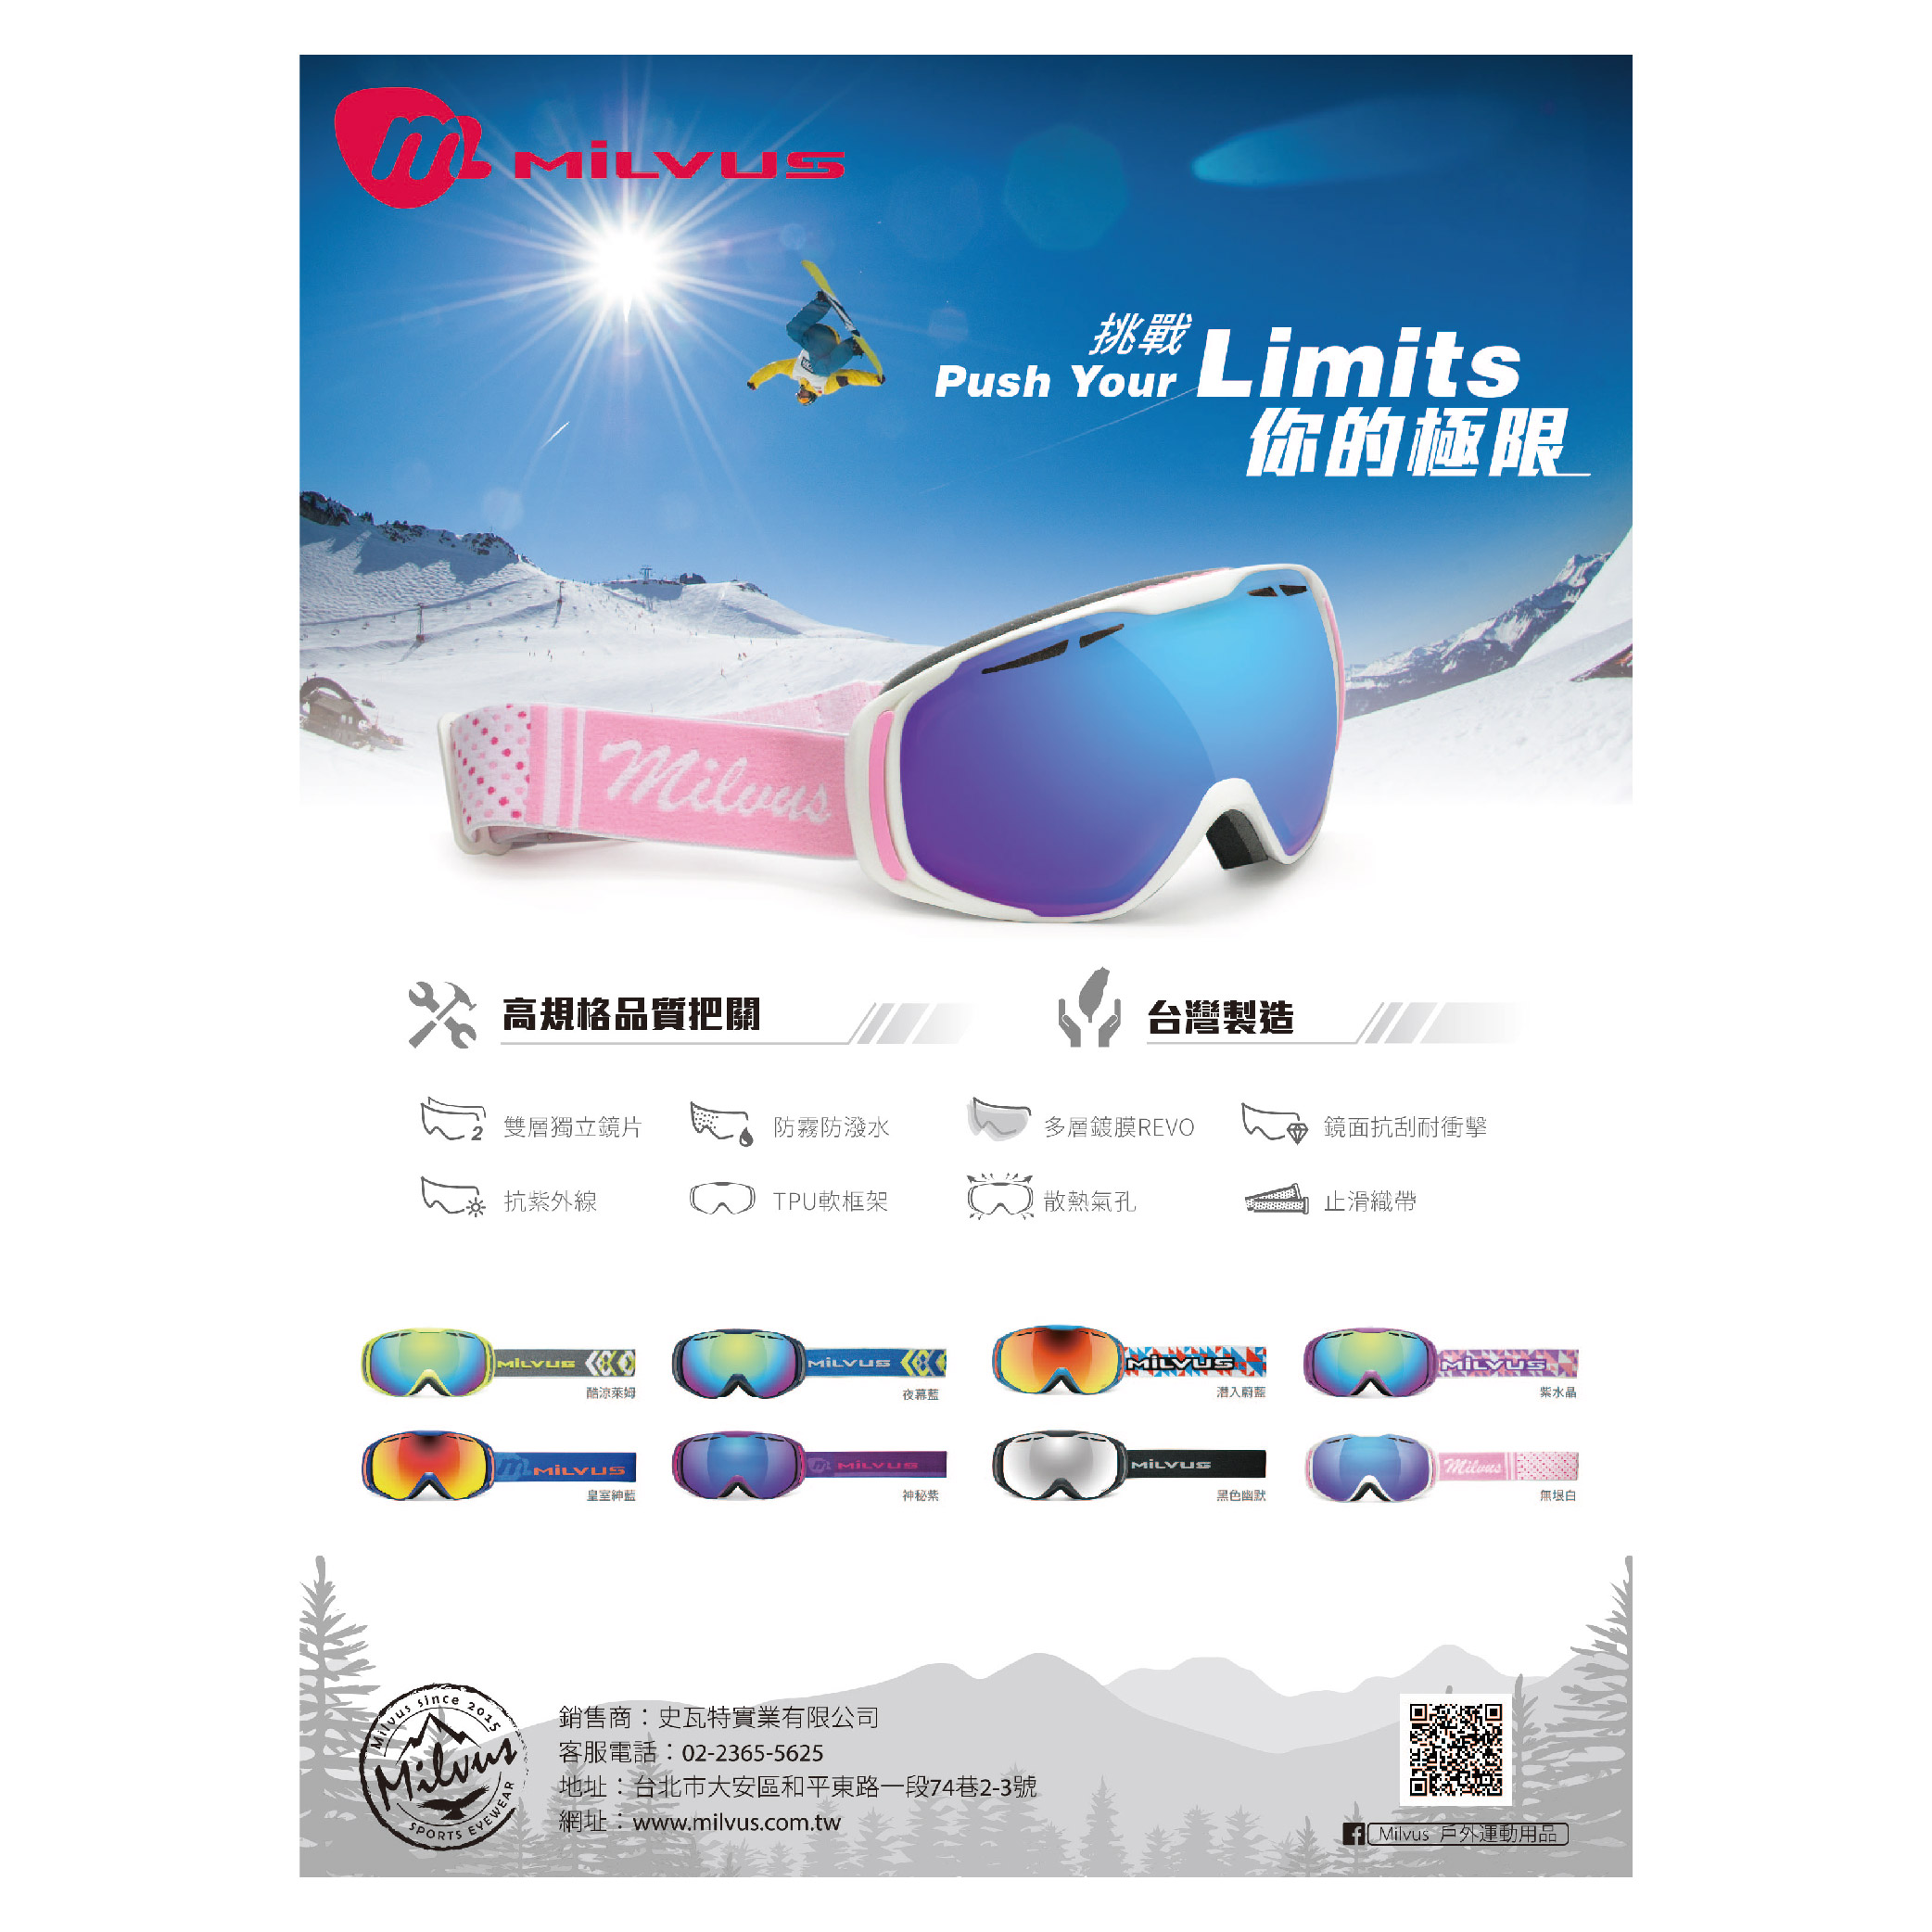 m MiLVUS
挑戰
Push Your Limits
你的極限
Milvus
高規格品質把關
台灣製造
2 雙層獨立鏡片
防霧防潑水
多層鍍膜REVO
鏡面抗刮耐衝擊
抗紫外線
TPU軟框架
散熱氣孔
止滑織帶
MiLVUS
酷涼萊姆
MiLVUS
夜幕藍
MiLVUS
潛入蔚藍
MiLVUS
紫水晶
m MiLVUS
皇室紳藍
m MiLVUS
神秘紫
MiLVUS
黑色幽默
Milvus
無垠白
Milvus since 2015
Milvus
SPORTS EYEWEAR
銷售商：史瓦特實業有限公司
客服電話：02-2365-5625
地址：台北市大安區和平東路一段74巷2-3號
網址：www.milvus.com.tw
f Milvus 戶外運動用品